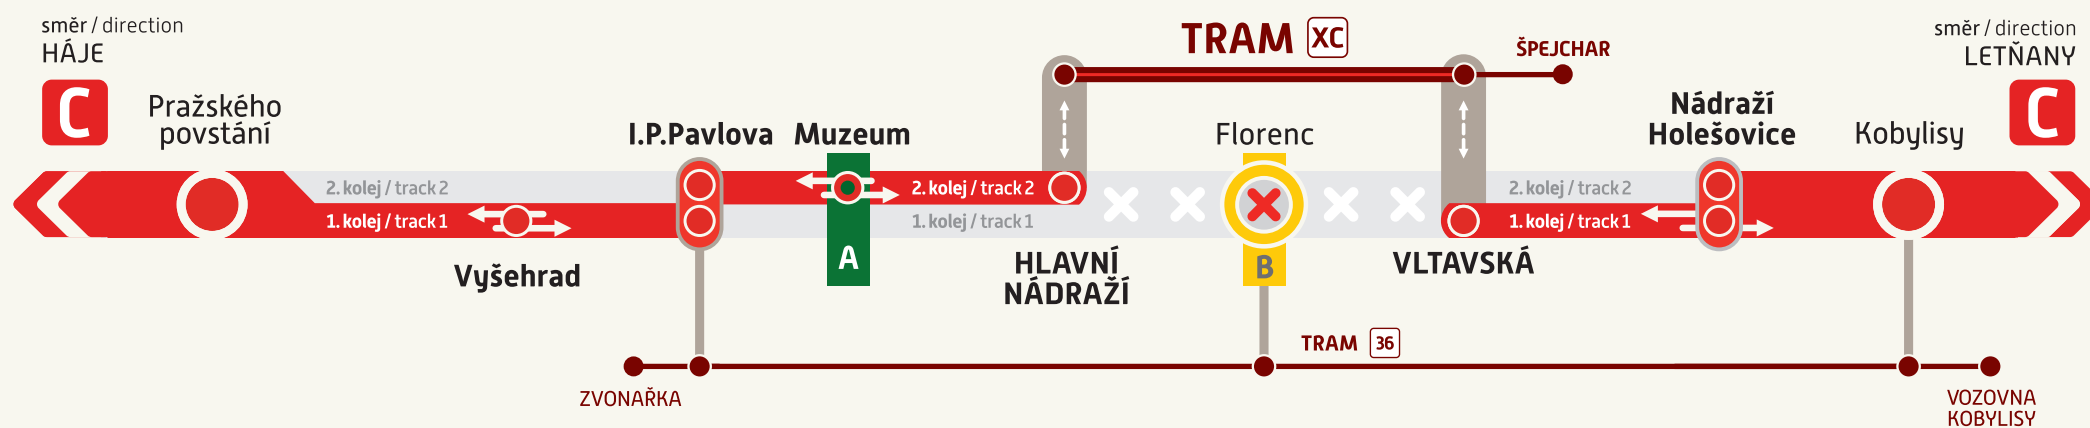 směr / direction
HÁJE
C
Pražského
povstání
2. kolej / track 2
1. kolej / track 1
Vyšehrad
I.P.Pavlova
Muzeum
A
2. kolej / track 2
1. kolej / track 1
HLAVNÍ
NÁDRAŽÍ
TRAM XC
ŠPEJCHAR
Florenc
B
VLTAVSKÁ
2. kolej / track 2
1. kolej / track 1
Nádraží
Holešovice
Kobylisy
směr / direction
LETŇANY
C
TRAM 36
ZVONAŘKA
VOZOVNA
KOBYLISY